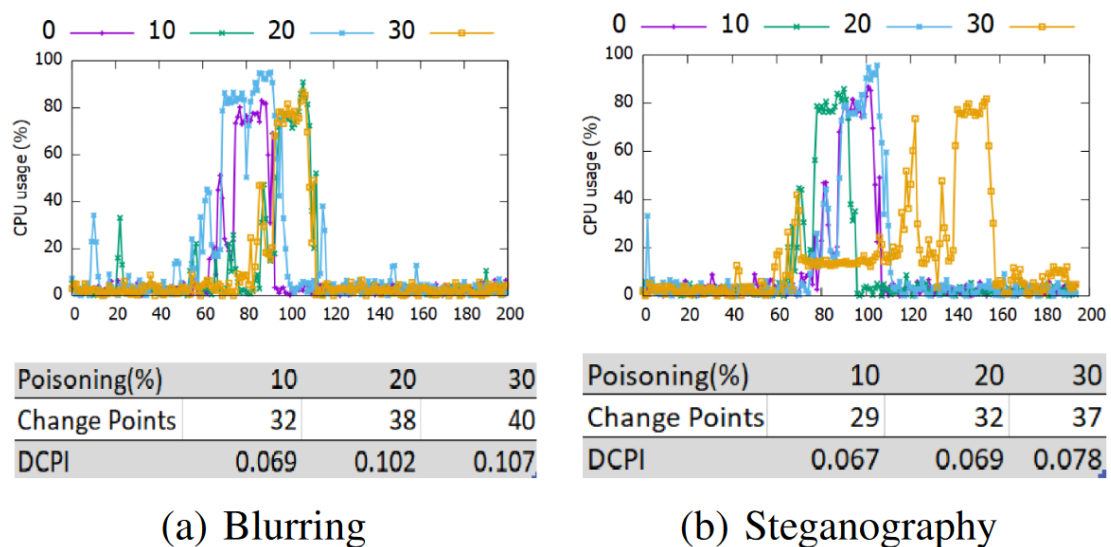 0 10 20 30
CPU usage (%)
100
80
60
40
20
0
0 20 40 60 80 100 120 140 160 180 200
Poisoning(%) 10 20 30
Change Points 32 38 40
DCPI 0.069 0.102 0.107
(a) Blurring
0 10 20 30
CPU usage (%)
100
80
60
40
20
0
0 20 40 60 80 100 120 140 160 180 200
Poisoning(%) 10 20 30
Change Points 29 32 37
DCPI 0.067 0.069 0.078
(b) Steganography